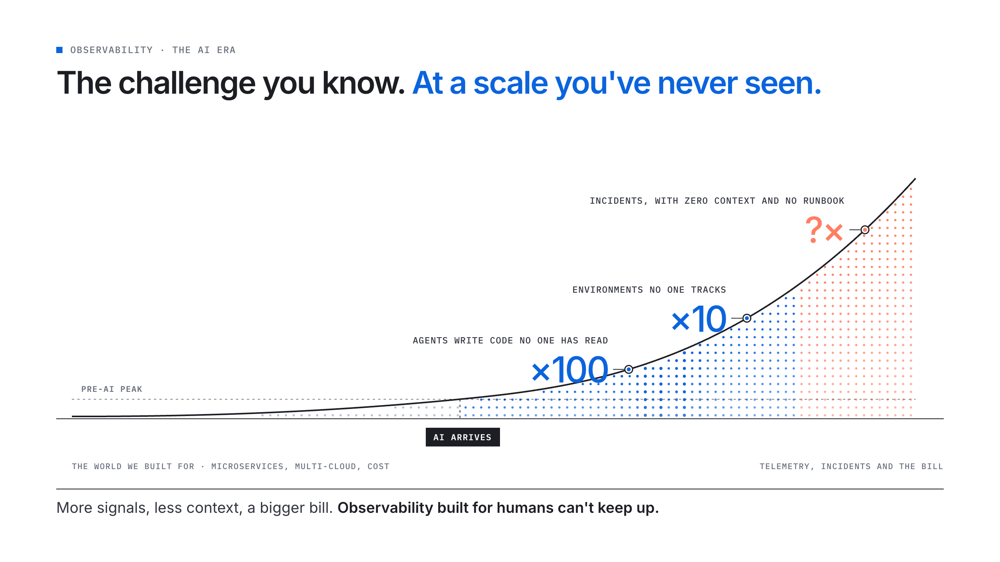 OBSERVABILITY · THE AI ERA
The challenge you know. At a scale you've never seen.
INCIDENTS, WITH ZERO CONTEXT AND NO RUNBOOK
?×
ENVIRONMENTS NO ONE TRACKS
×10
AGENTS WRITE CODE NO ONE HAS READ
×100
PRE-AI PEAK
AI ARRIVES
THE WORLD WE BUILT FOR · MICROSERVICES, MULTI-CLOUD, COST
TELEMETRY, INCIDENTS AND THE BILL
More signals, less context, a bigger bill. Observability built for humans can't keep up.